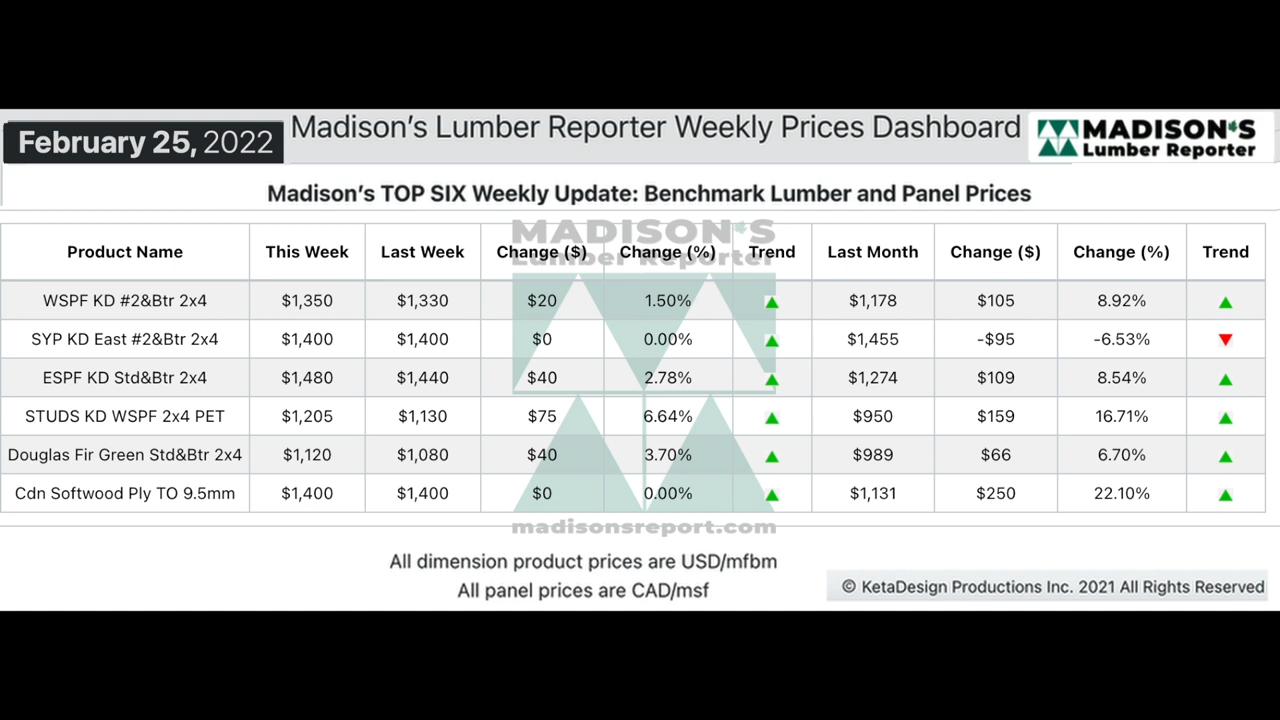 February 25, 2022
Madison's Lumber Reporter Weekly Prices Dashboard
MADISON'S
Lumber Reporter
Madison's TOP SIX Weekly Update: Benchmark Lumber and Panel Prices
MADISON'S
Lumber Reporter
Product Name This Week Last Week Change ($) Change (%) Trend Last Month Change ($) Change (%) Trend
WSPF KD #2&Btr 2x4 $1,350 $1,330 $20 1.50% $1,178 $105 8.92%
SYP KD East #2&Btr 2x4 $1,400 $1,400 $0 0.00% $1,455 -$95 -6.53%
ESPF KD Std&Btr 2x4 $1,480 $1,440 $40 2.78% $1,274 $109 8.54%
STUDS KD WSPF 2x4 PET $1,205 $1,130 $75 6.64% $950 $159 16.71%
Douglas Fir Green Std&Btr 2x4 $1,120 $1,080 $40 3.70% $989 $66 6.70%
Cdn Softwood Ply TO 9.5mm $1,400 $1,400 $0 0.00% $1,131 $250 22.10%
madisonsreport.com
All dimension product prices are USD/mfbm
All panel prices are CAD/msf
© KetaDesign Productions Inc. 2021 All Rights Reserved